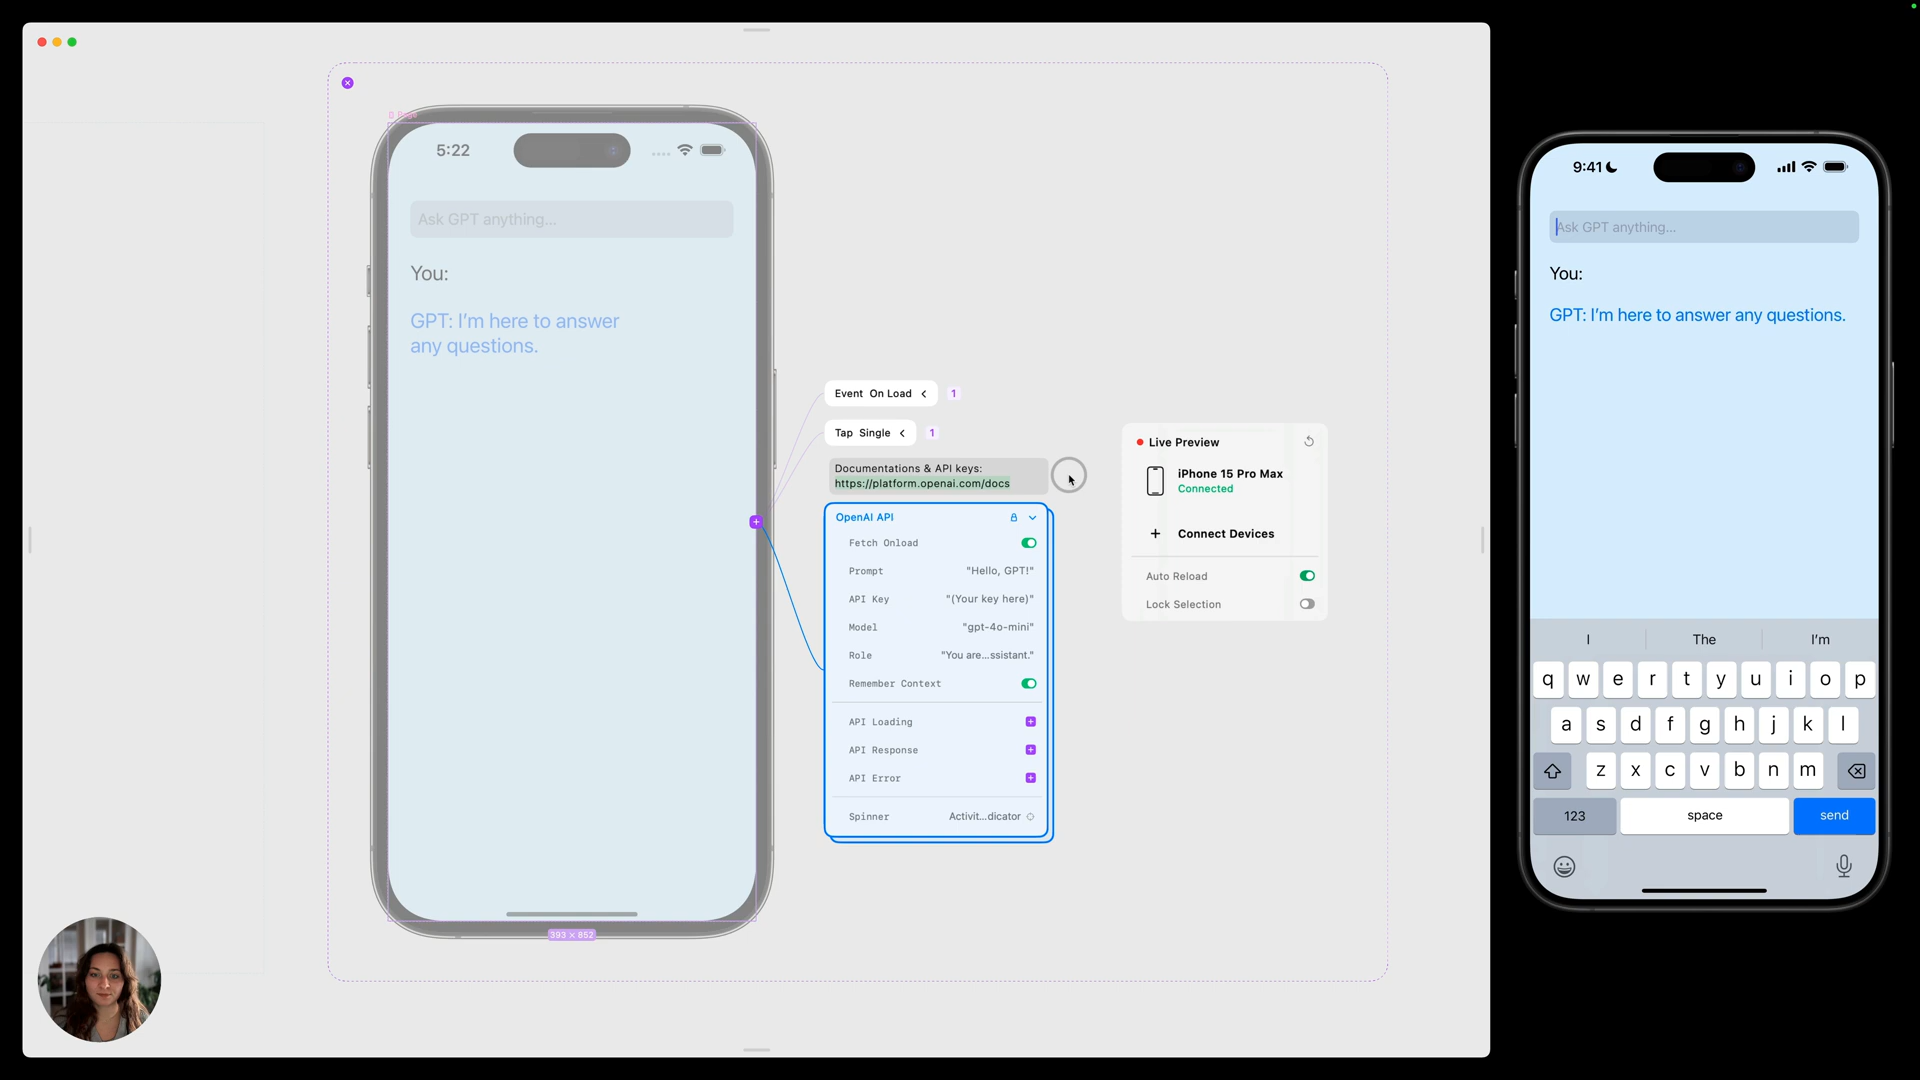 Page
5:22
Ask GPT anything...
You:
GPT: I'm here to answer
any questions.
393 × 852
Event On Load
1
Tap Single
1
Documentations & API keys:
https://platform.openai.com/docs
OpenAI API
Fetch Onload
Prompt "Hello, GPT!"
API Key "(Your key here)"
Model "gpt-4o-mini"
Role "You are...ssistant."
Remember Context
API Loading
API Response
API Error
Spinner Activit...dicator
Live Preview
iPhone 15 Pro Max
Connected
Connect Devices
Auto Reload
Lock Selection
9:41
Ask GPT anything...
You:
GPT: I'm here to answer any questions.
I The I'm
q w e r t y u i o p
a s d f g h j k l
z x c v b n m
123 space send